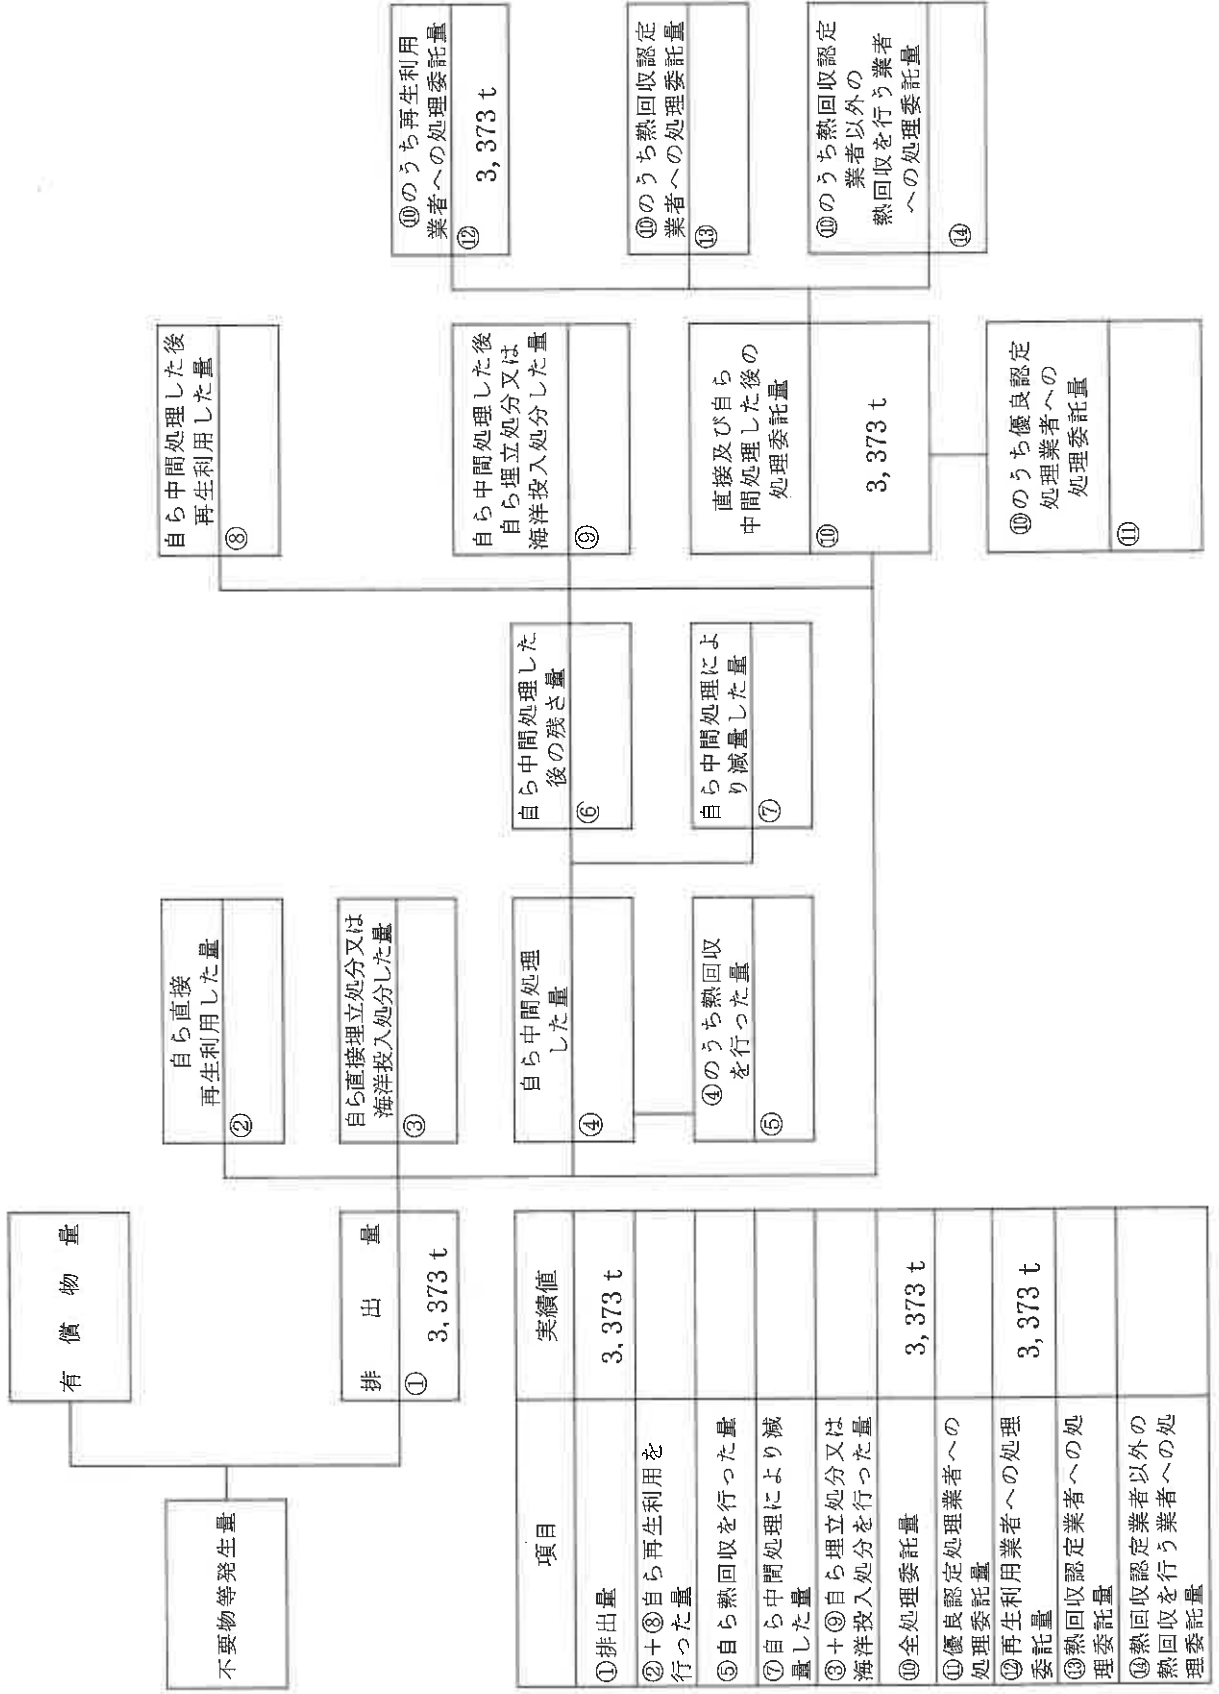 不要物等発生量
有償物量
排出量
① 3,373 t
自ら直接
再生利用した量
②
自ら直接埋立処分又は
海洋投入処分した量
③
自ら中間処理
した量
④
④のうち熱回収
を行った量
⑤
自ら中間処理した
後の残さ量
⑥
自ら中間処理によ
り減量した量
⑦
自ら中間処理した後
再生利用した量
⑧
自ら中間処理した後
自ら埋立処分又は
海洋投入処分した量
⑨
直接及び自ら
中間処理した後の
処理委託量
⑩
3,373 t
⑩のうち優良認定
処理業者への
処理委託量
⑪
⑩のうち再生利用
業者への処理委託量
⑫
3,373 t
⑩のうち熱回収認定
業者への処理委託量
⑬
⑩のうち熱回収認定
業者以外の
熱回収を行う業者
への処理委託量
⑭
項目 実績値
①排出量 3,373 t
②+⑧自ら再生利用を
行った量
⑤自ら熱回収を行った量
⑦自ら中間処理により減
量した量
③+⑨自ら埋立処分又は
海洋投入処分を行った量
⑩全処理委託量 3,373 t
⑪優良認定処理業者への
処理委託量
⑫再生利用業者への処理
委託量 3,373 t
⑬熱回収認定業者への処
理委託量
⑭熱回収認定業者以外の
熱回収を行う業者への処
理委託量